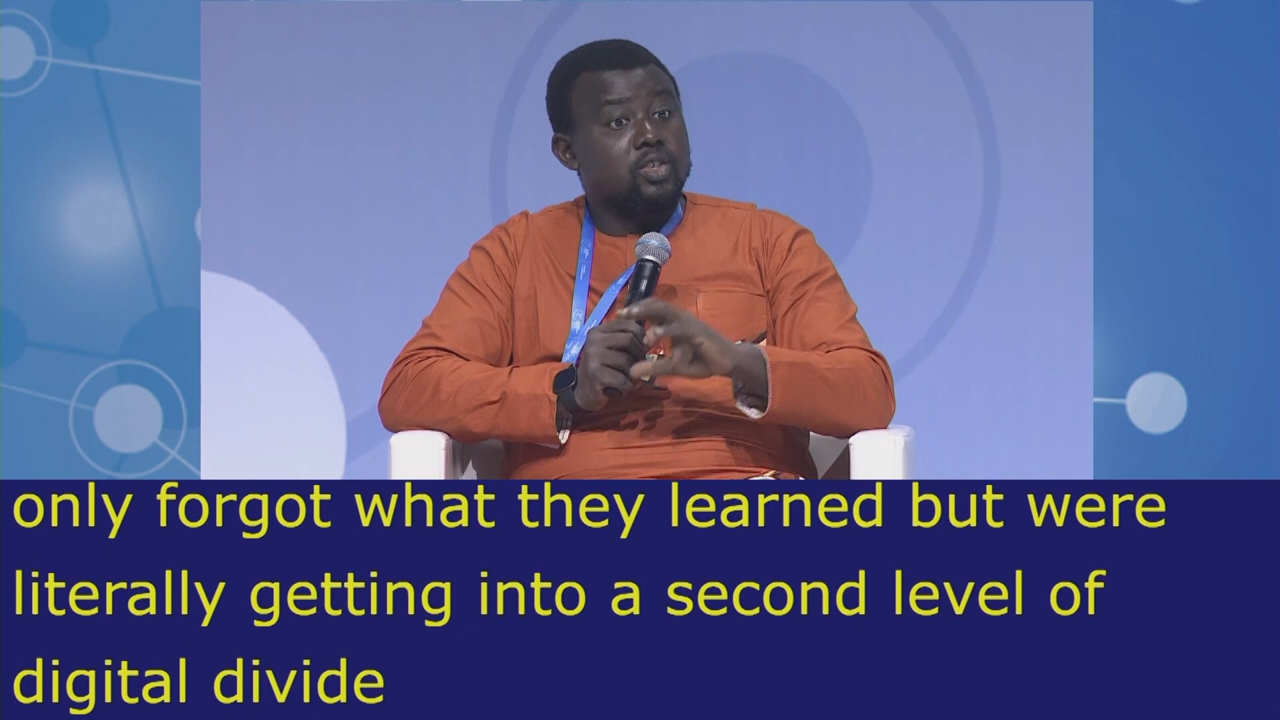 only forgot what they learned but were
literally getting into a second level of
digital divide